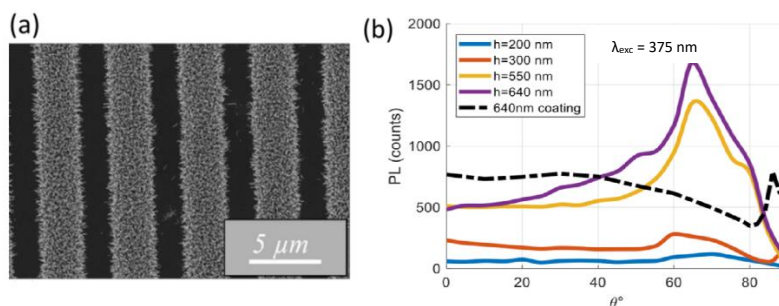 (a)
5 μm
(b)
λexc = 375 nm
h=200 nm
h=300 nm
h=550 nm
h=640 nm
640nm coating
PL (counts)
2000
1500
1000
500
0
0 20 40 60 80
θ°